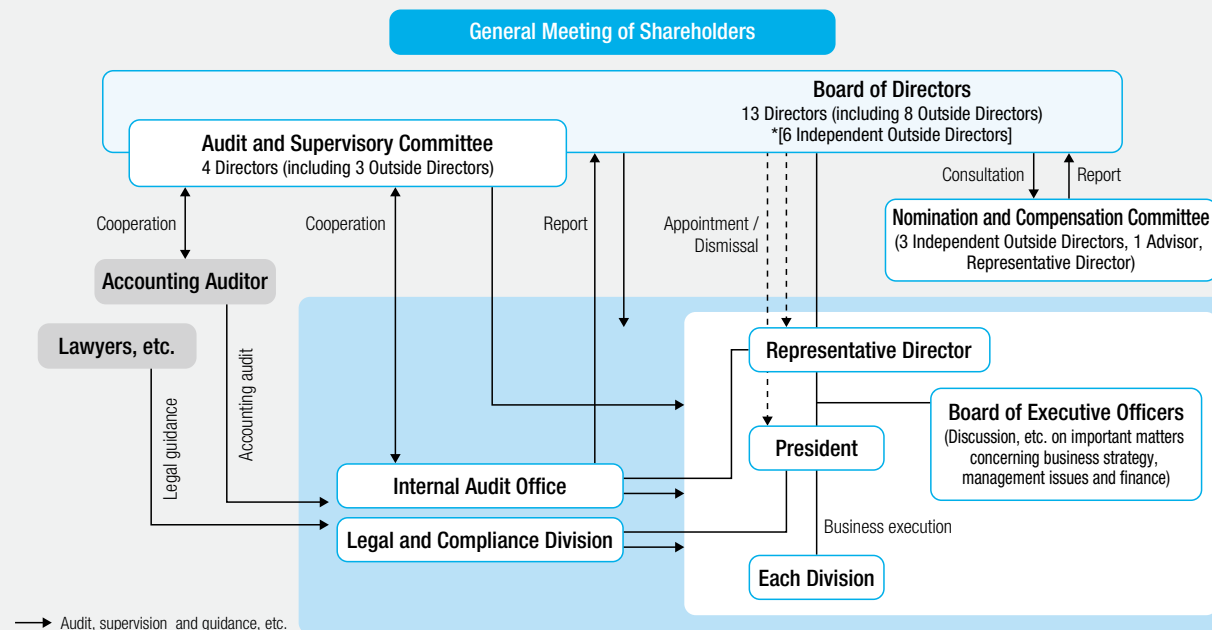 General Meeting of Shareholders
Board of Directors
13 Directors (including 8 Outside Directors)
*[6 Independent Outside Directors]
Audit and Supervisory Committee
4 Directors (including 3 Outside Directors)
Cooperation
Cooperation
Report
Appointment /
Dismissal
Consultation
Report
Nomination and Compensation Committee
(3 Independent Outside Directors, 1 Advisor,
Representative Director)
Accounting Auditor
Lawyers, etc.
Legal guidance
Accounting audit
Representative Director
Board of Executive Officers
(Discussion, etc. on important matters
concerning business strategy,
management issues and finance)
President
Internal Audit Office
Legal and Compliance Division
Business execution
Each Division
Audit, supervision and guidance, etc.